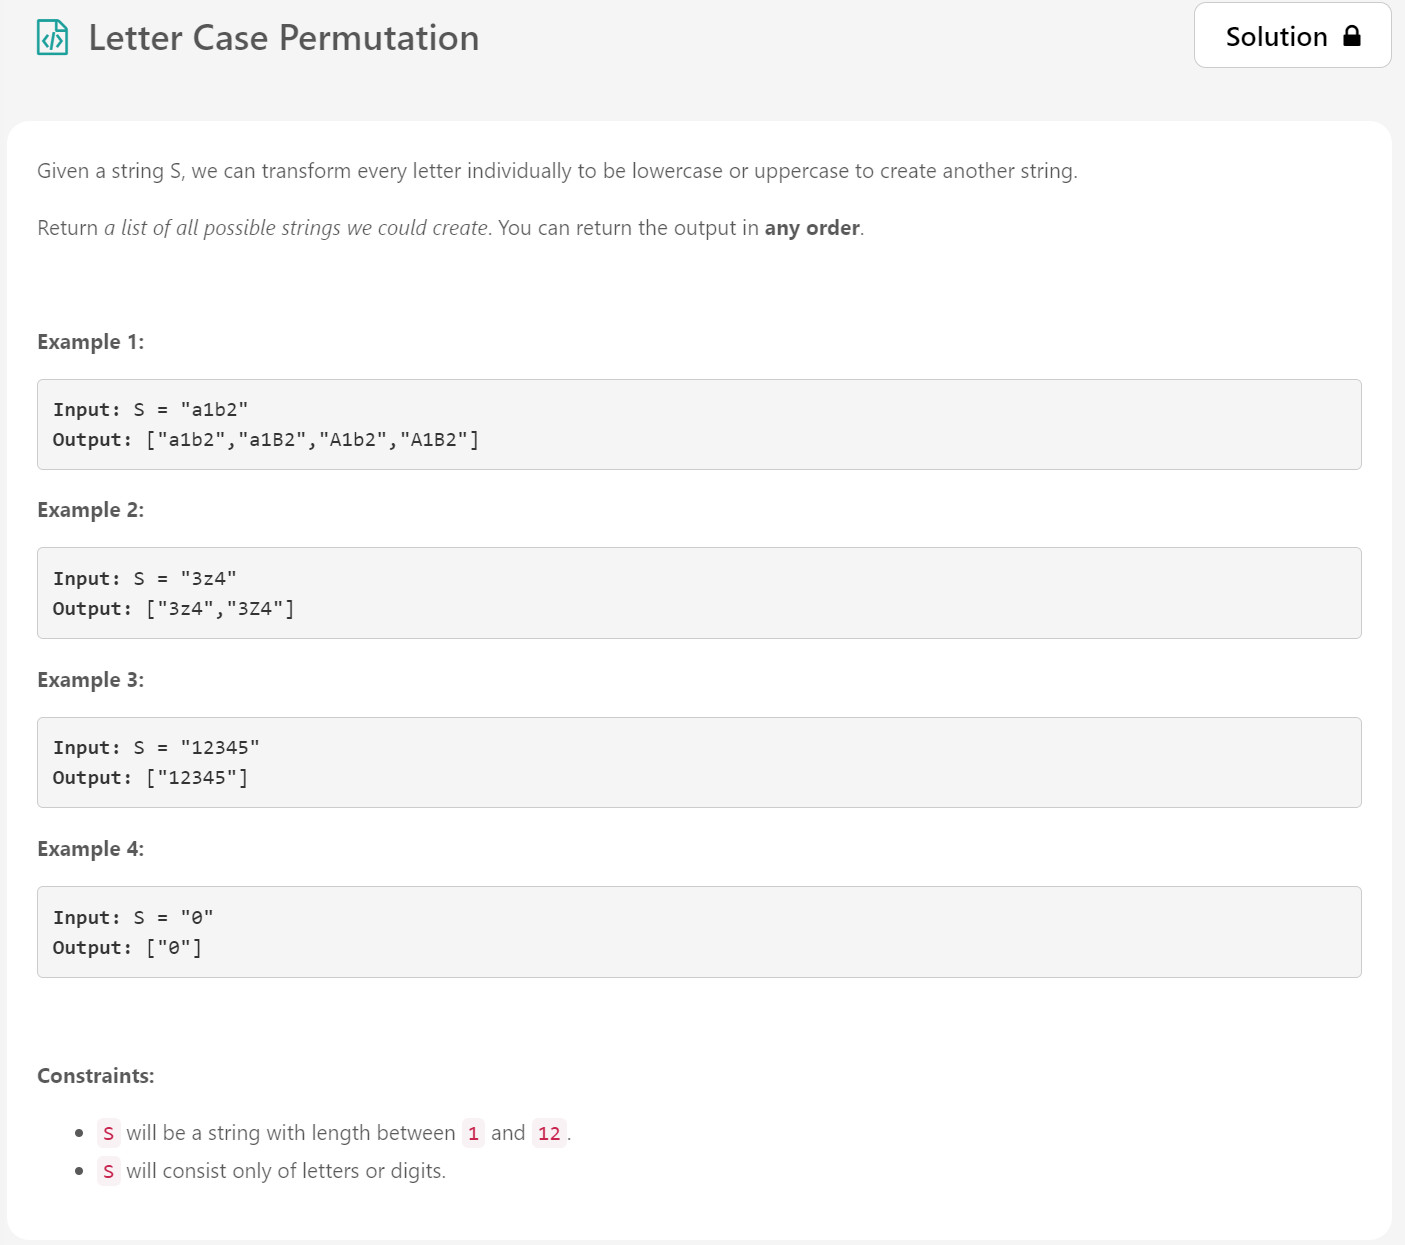 Letter Case Permutation
Solution
Given a string S, we can transform every letter individually to be lowercase or uppercase to create another string.
Return a list of all possible strings we could create. You can return the output in any order.
Example 1:
Input: S = "a1b2"
Output: ["a1b2","a1B2","A1b2","A1B2"]
Example 2:
Input: S = "3z4"
Output: ["3z4","3Z4"]
Example 3:
Input: S = "12345"
Output: ["12345"]
Example 4:
Input: S = "0"
Output: ["0"]
Constraints:
S will be a string with length between 1 and 12.
S will consist only of letters or digits.